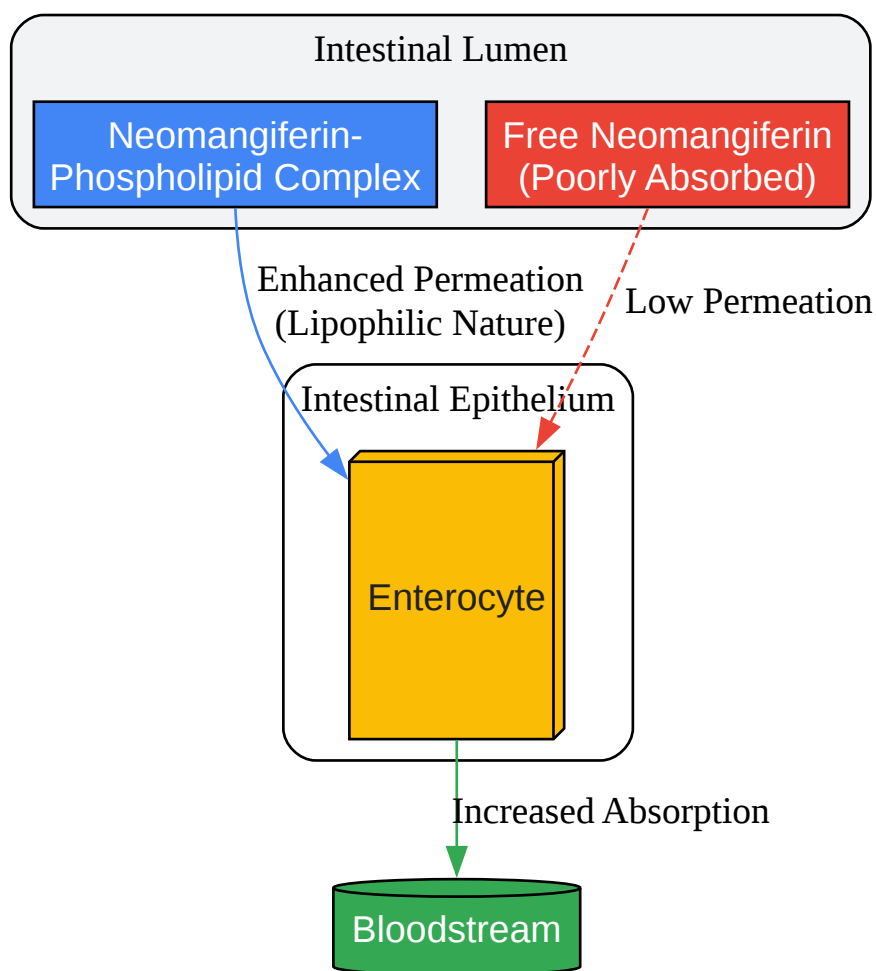 Intestinal Lumen
Neomangiferin-
Phospholipid Complex
Free Neomangiferin
(Poorly Absorbed)
Enhanced Permeation
(Lipophilic Nature)
Low Permeation
Intestinal Epithelium
Enterocyte
Increased Absorption
Bloodstream